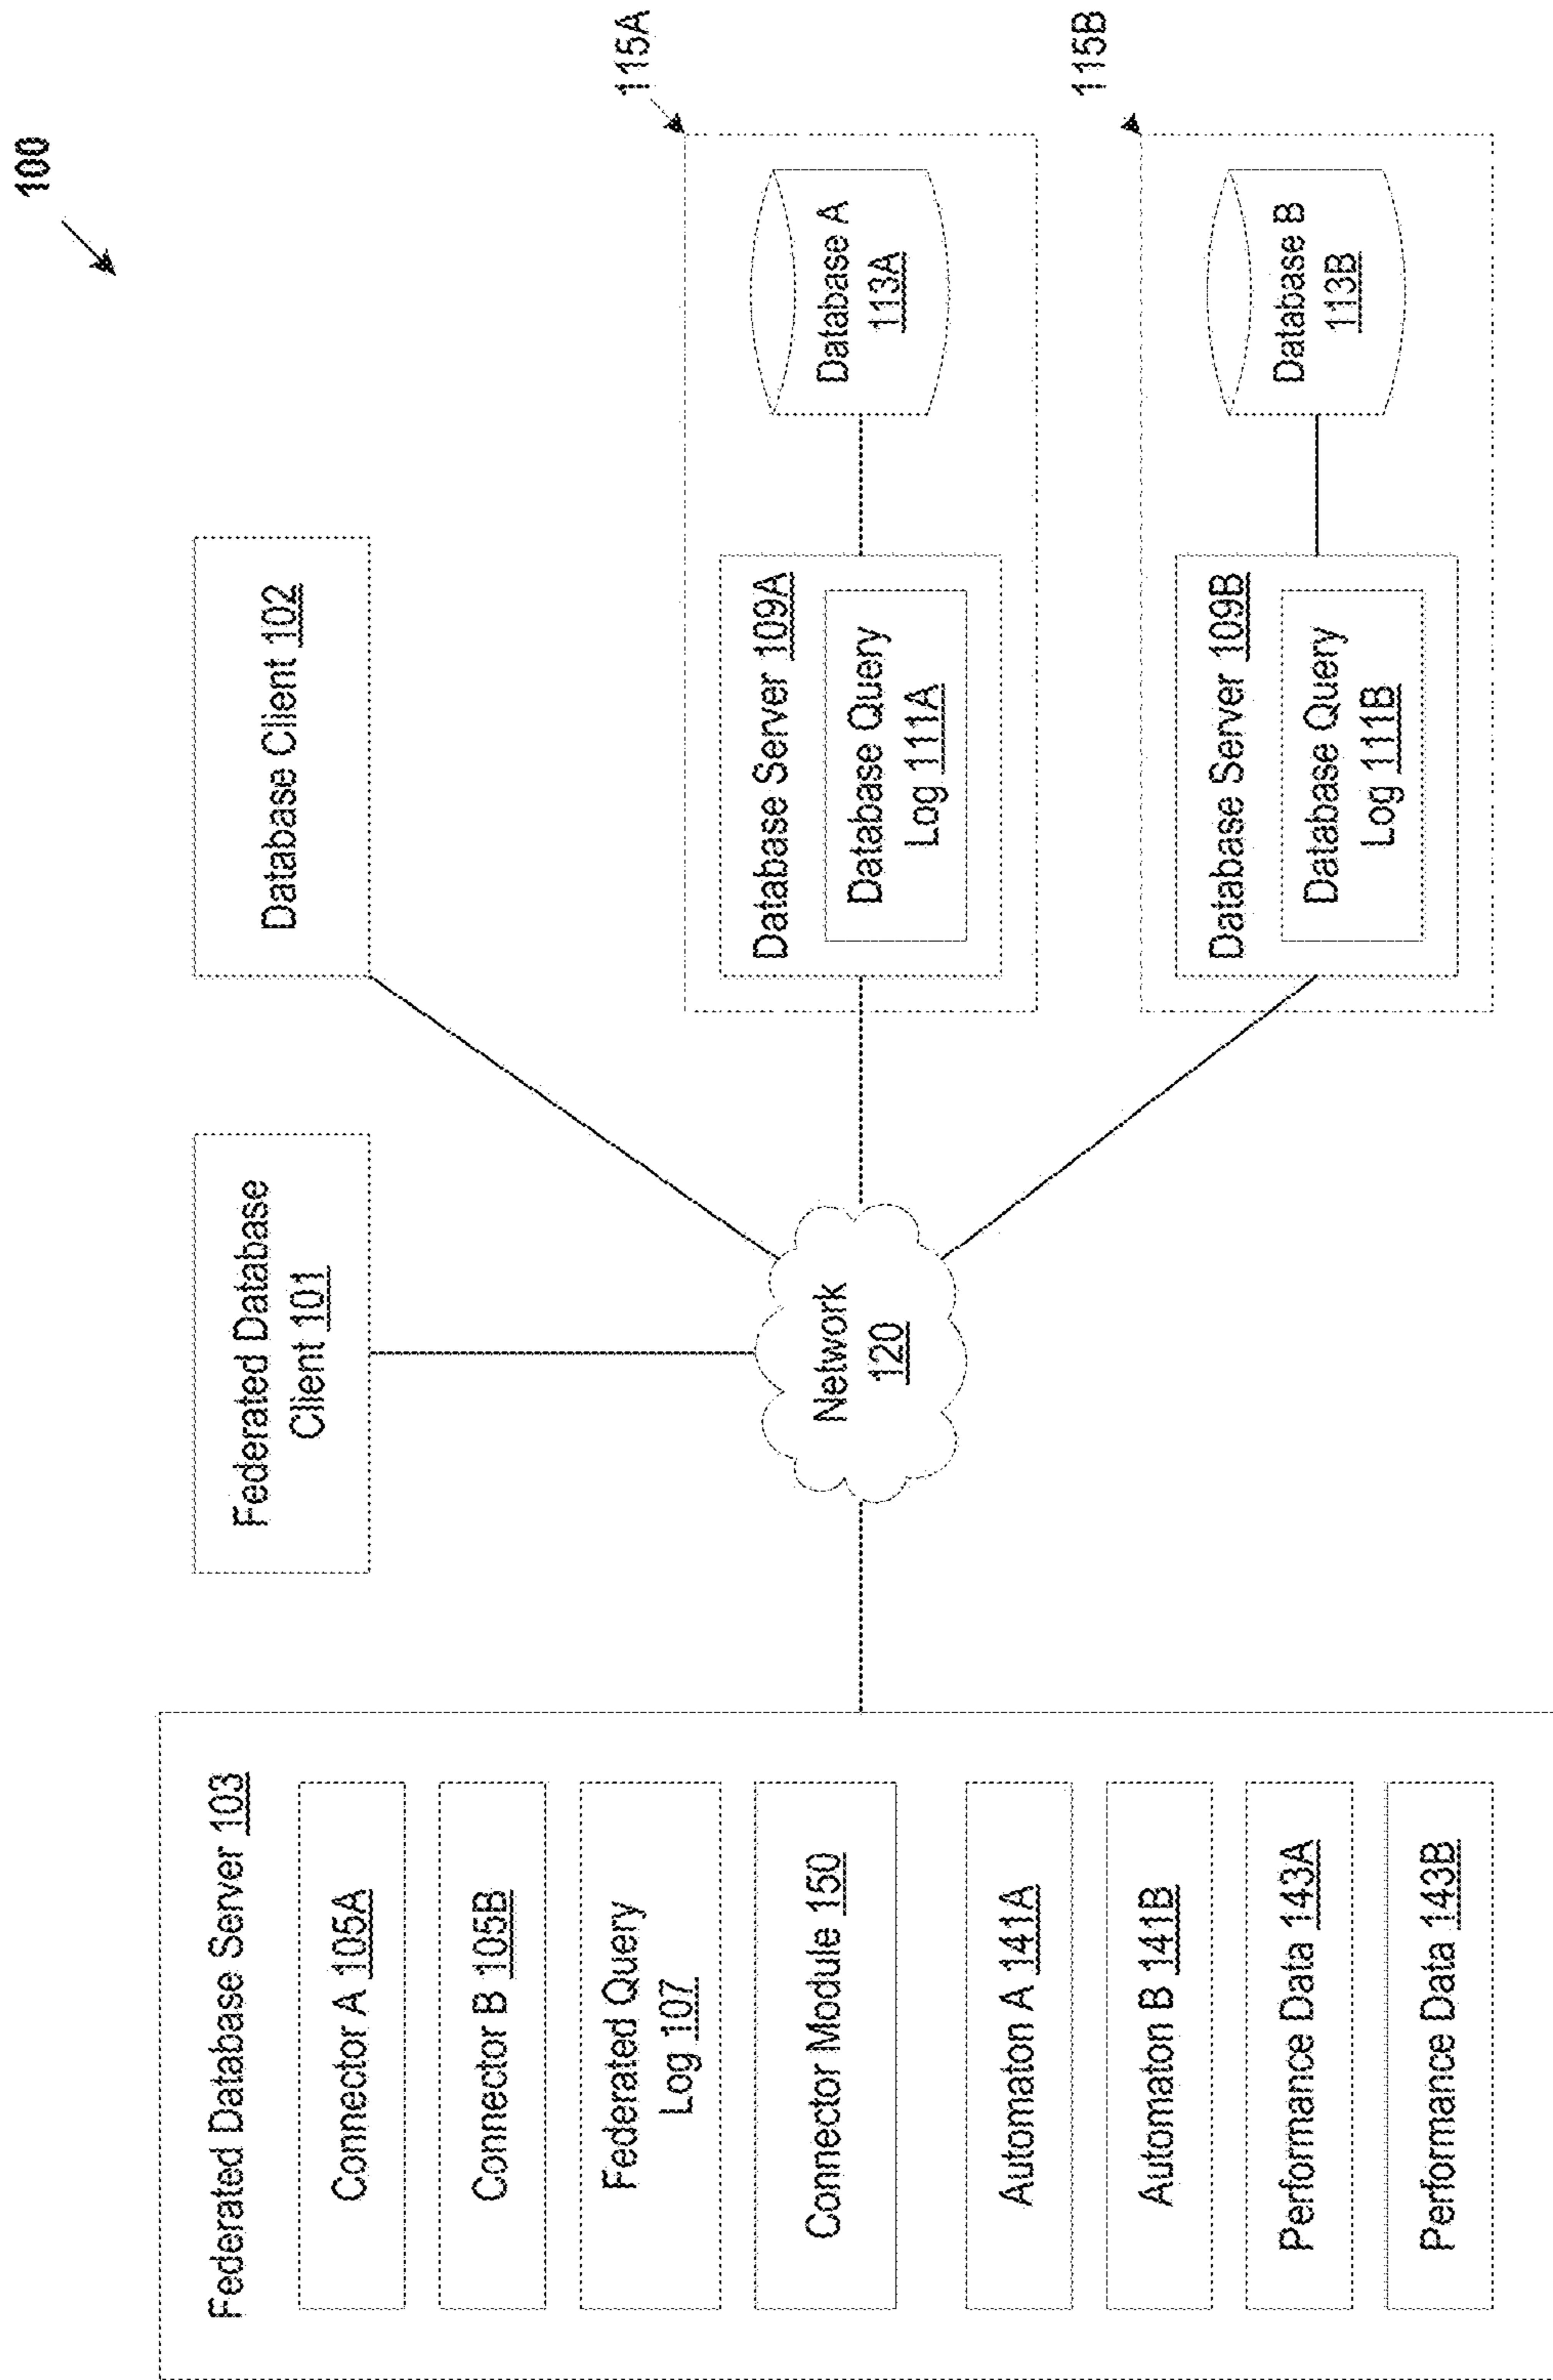 100
Federated Database Server 103
Connector A 105A
Connector B 105B
Federated Query
Log 107
Connector Module 150
Automaton A 141A
Automaton B 141B
Performance Data 143A
Performance Data 143B
Federated Database
Client 101
Database Client 102
Network
120
115A
Database Server 109A
Database Query
Log 111A
Database A
113A
115B
Database Server 109B
Database Query
Log 111B
Database B
113B